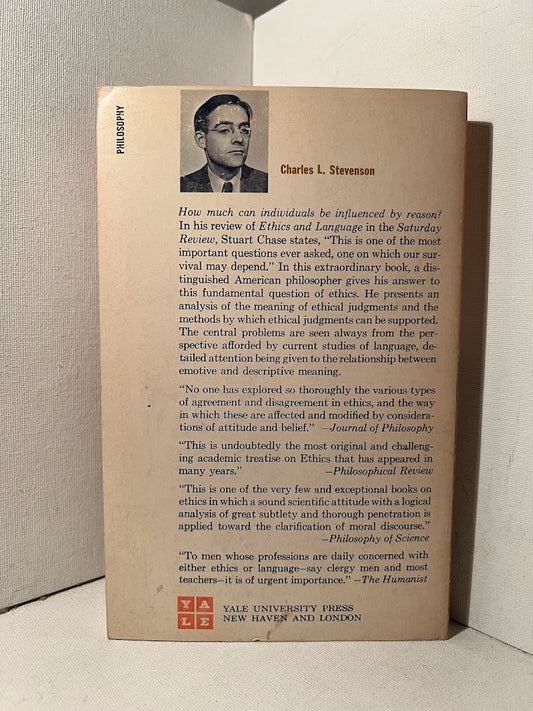 PHILOSOPHY
Charles L. Stevenson
How much can individuals be influenced by reason?
In his review of Ethics and Language in the Saturday
Review, Stuart Chase states, “This is one of the most
important questions ever asked, one on which our sur-
vival may depend.” In this extraordinary book, a dis-
tinguished American philosopher gives his answer to
this fundamental question of ethics. He presents an
analysis of the meaning of ethical judgments and the
methods by which ethical judgments can be supported.
The central problems are seen always from the per-
spective afforded by current studies of language, de-
tailed attention being given to the relationship between
emotive and descriptive meaning.
“No one has explored so thoroughly the various types
of agreement and disagreement in ethics, and the way
in which these are affected and modified by considera-
tions of attitude and belief.” —Journal of Philosophy
“This is undoubtedly the most original and challeng-
ing academic treatise on Ethics that has appeared in
many years.” —Philosophical Review
“This is one of the very few and exceptional books on
ethics in which a sound scientific attitude with a logical
analysis of great subtlety and thorough penetration is
applied toward the clarification of moral discourse.”
—Philosophy of Science
“To men whose professions are daily concerned with
either ethics or language—say clergy men and most
teachers—it is of urgent importance.” —The Humanist
YA
LE
YALE UNIVERSITY PRESS
NEW HAVEN AND LONDON